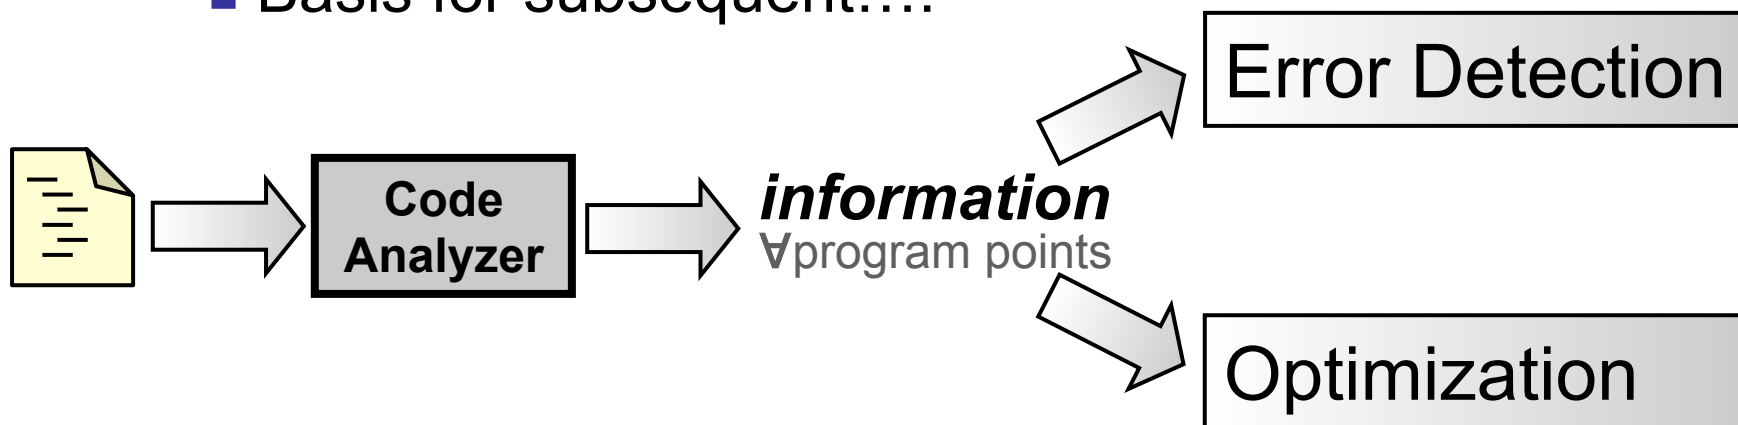 Basis for subsequent….
Error Detection
Code
Analyzer
information
∀program points
Optimization